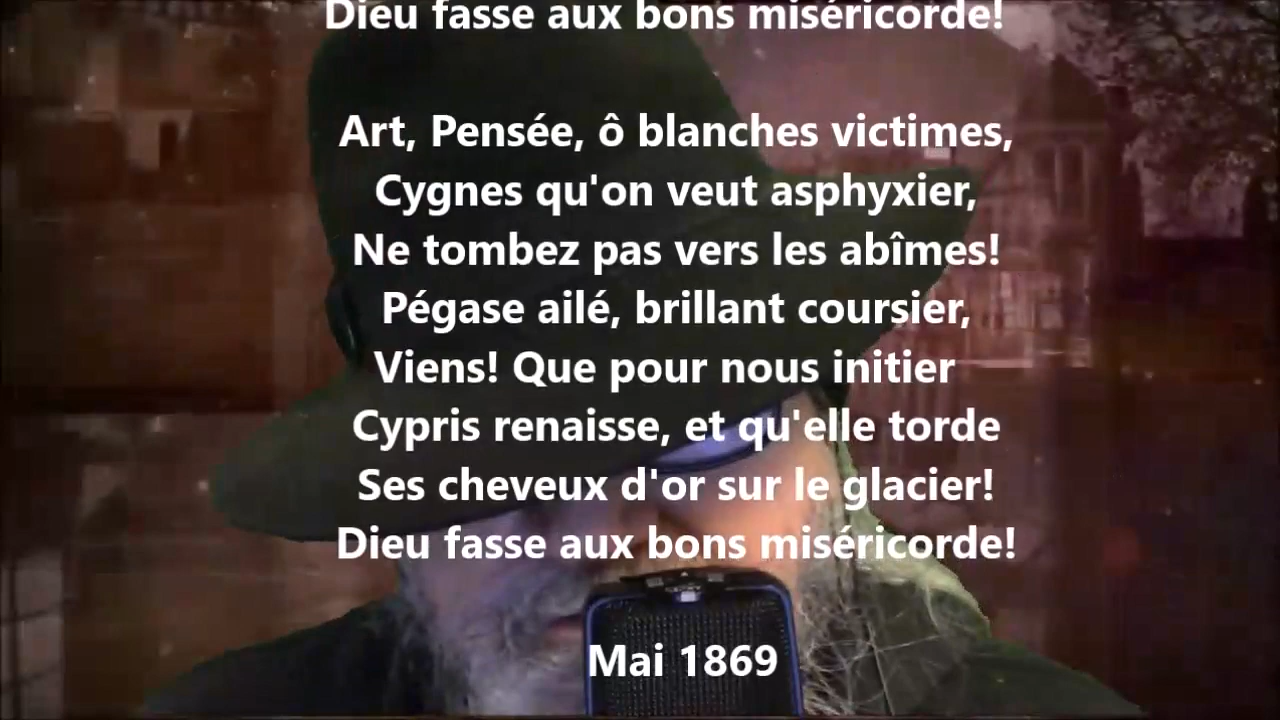 Dieu fasse aux bons miséricorde!
Art, Pensée, ô blanches victimes,
Cygnes qu'on veut asphyxier,
Ne tombez pas vers les abîmes!
Pégase ailé, brillant coursier,
Viens! Que pour nous initier
Cypris renaisse, et qu'elle torde
Ses cheveux d'or sur le glacier!
Dieu fasse aux bons miséricorde!
Mai 1869